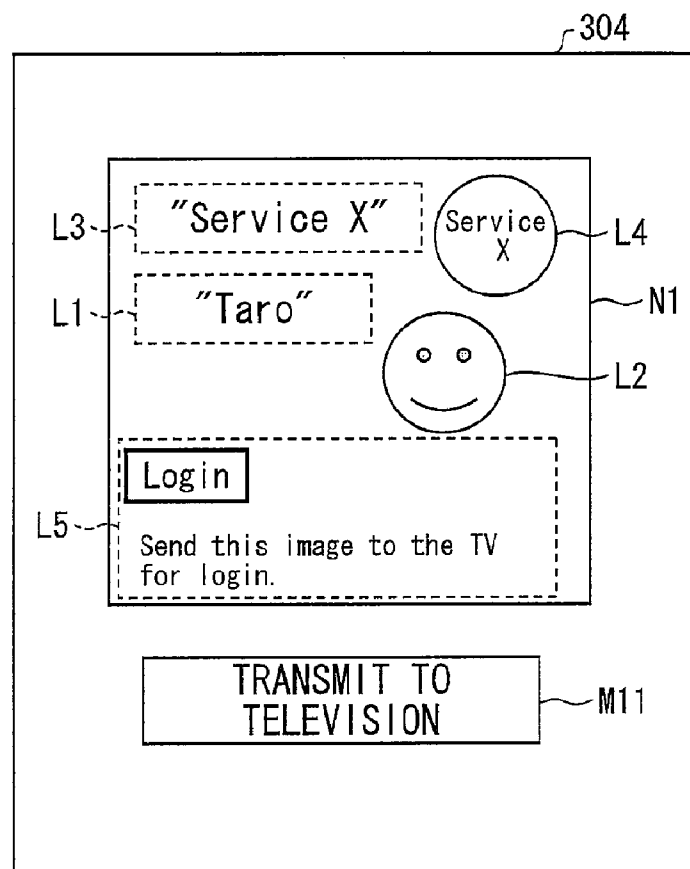 304
L3
"Service X"
Service
X
L4
L1
"Taro"
N1
L2
Login
L5
Send this image to the TV
for login.
TRANSMIT TO
TELEVISION
M11